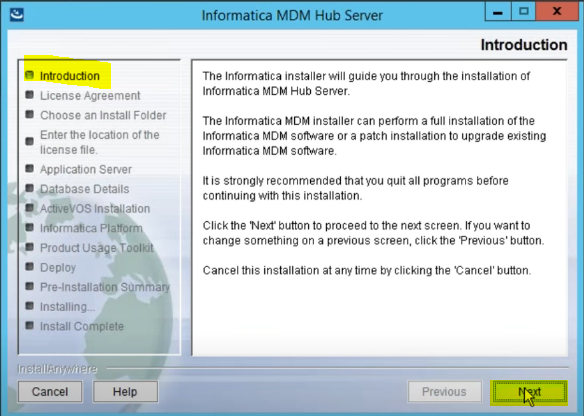 Informatica MDM Hub Server
Introduction
Introduction
License Agreement
Choose an Install Folder
Enter the location of the
license file.
Application Server
Database Details
ActiveVOS Installation
Informatica Platform
Product Usage Toolkit
Deploy
Pre-Installation Summary
Installing...
Install Complete
The Informatica installer will guide you through the installation of
Informatica MDM Hub Server.
The Informatica MDM installer can perform a full installation of the
Informatica MDM software or a patch installation to upgrade existing
Informatica MDM software.
It is strongly recommended that you quit all programs before
continuing with this installation.
Click the 'Next' button to proceed to the next screen. If you want to
change something on a previous screen, click the 'Previous' button.
Cancel this installation at any time by clicking the 'Cancel' button.
InstallAnywhere
Cancel
Help
Previous
Next